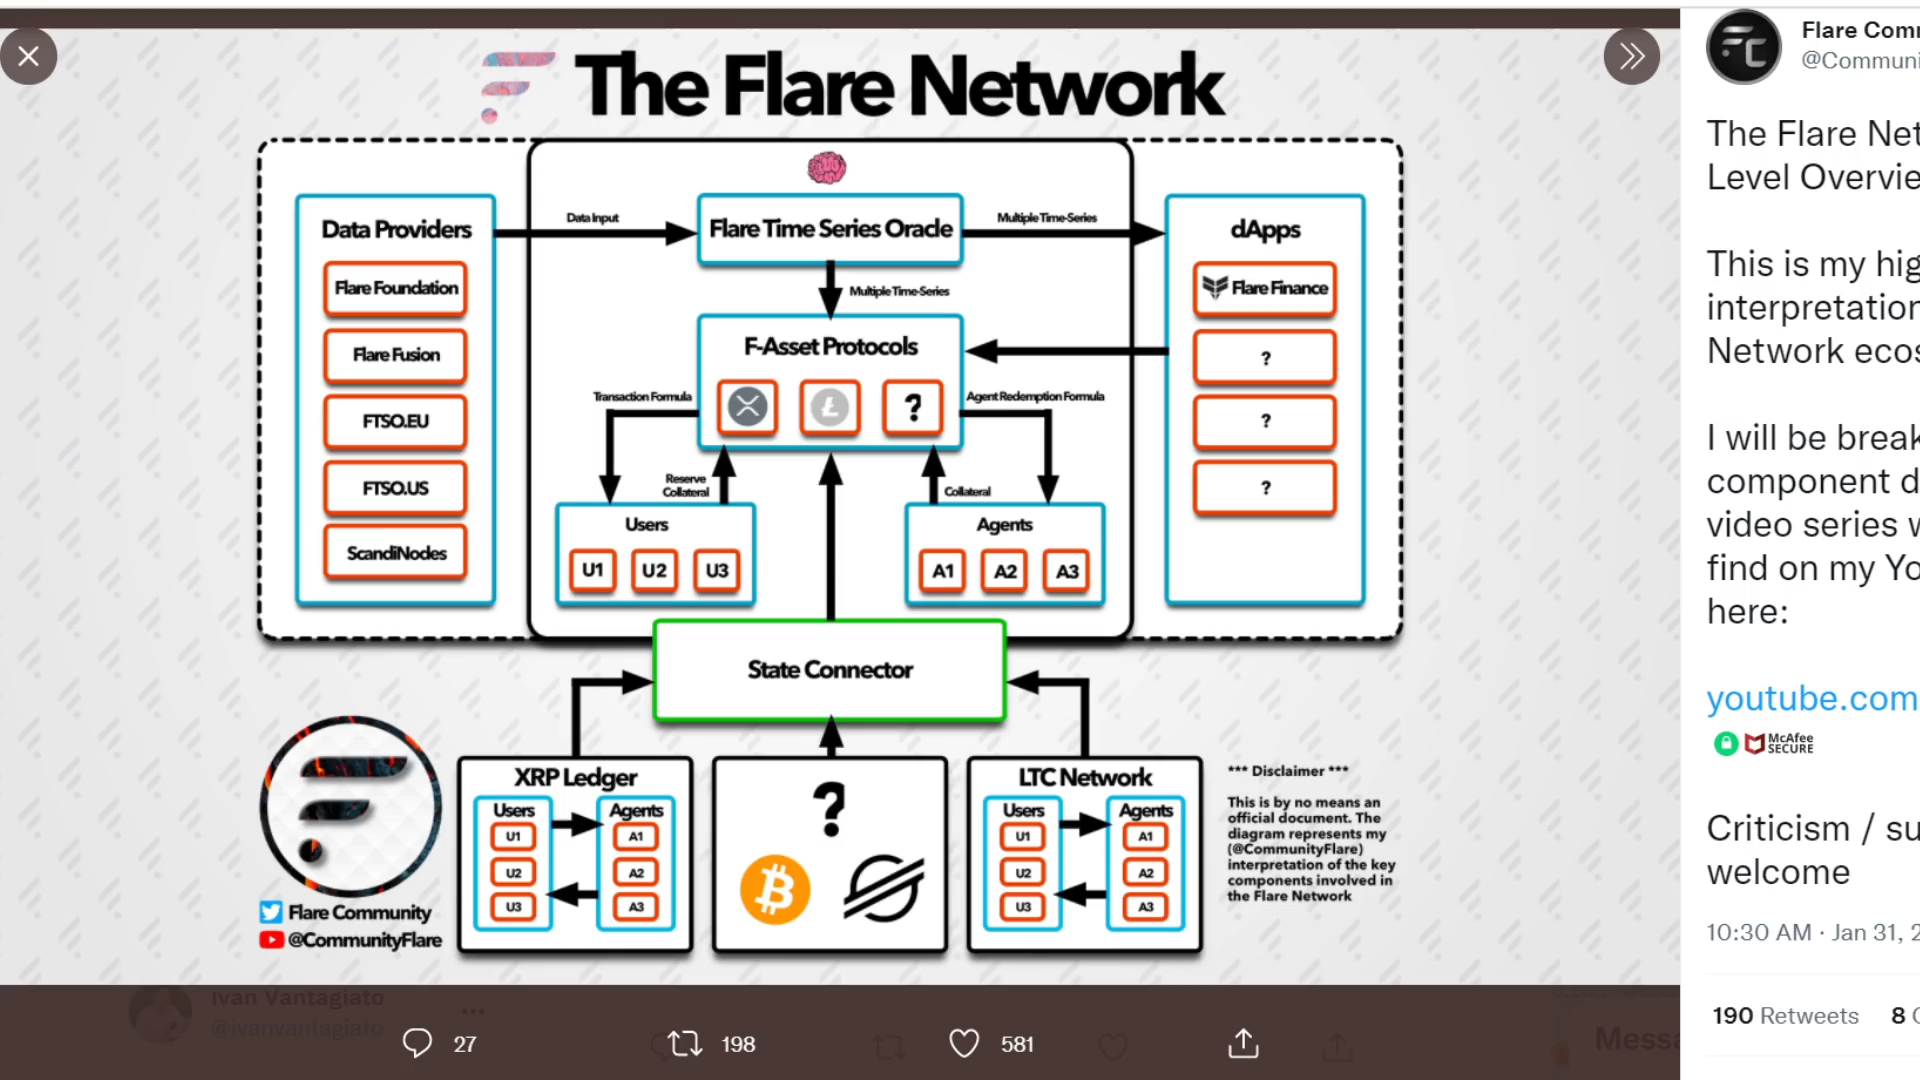 The Flare Network
Data Providers
Flare Foundation
Flare Fusion
FTSO.EU
FTSO.US
ScandiNodes
Data Input
Flare Time Series Oracle
Multiple Time-Series
Multiple Time-Series
dApps
Flare Finance
?
?
?
F-Asset Protocols
?
Transaction Formula
Agent Redemption Formula
Reserve
Collateral
Collateral
Users
U1 U2 U3
Agents
A1 A2 A3
State Connector
XRP Ledger
Users Agents
U1 A1
U2 A2
U3 A3
?
LTC Network
Users Agents
U1 A1
U2 A2
U3 A3
*** Disclaimer ***
This is by no means an
official document. The
diagram represents my
(@CommunityFlare)
interpretation of the key
components involved in
the Flare Network
Flare Community
@CommunityFlare
Ivan Vantagiato
@ivanvantagiato
27 198 581
Flare Com
@Communi
The Flare Net
Level Overvie
This is my hig
interpretation
Network ecos
I will be break
component d
video series w
find on my Yo
here:
youtube.com
McAfee
SECURE
Criticism / su
welcome
10:30 AM · Jan 31, 2
190 Retweets 8
Messa